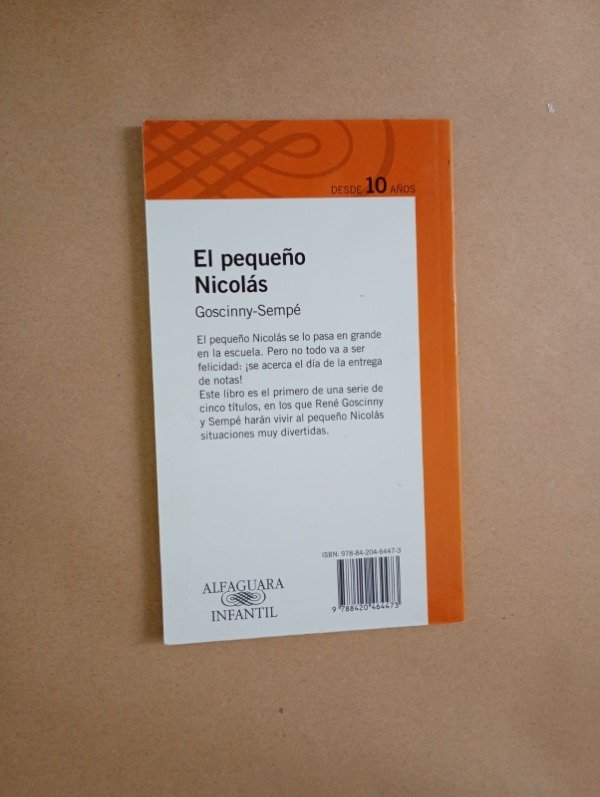 DESDE 10 AÑOS
El pequeño
Nicolás
Goscinny-Sempé
El pequeño Nicolás se lo pasa en grande
en la escuela. Pero no todo va a ser
felicidad: ¡se acerca el día de la entrega
de notas!
Este libro es el primero de una serie de
cinco títulos, en los que René Goscinny
y Sempé harán vivir al pequeño Nicolás
situaciones muy divertidas.
ISBN: 978-84-204-6447-3
9 788420 464473
ALFAGUARA
INFANTIL